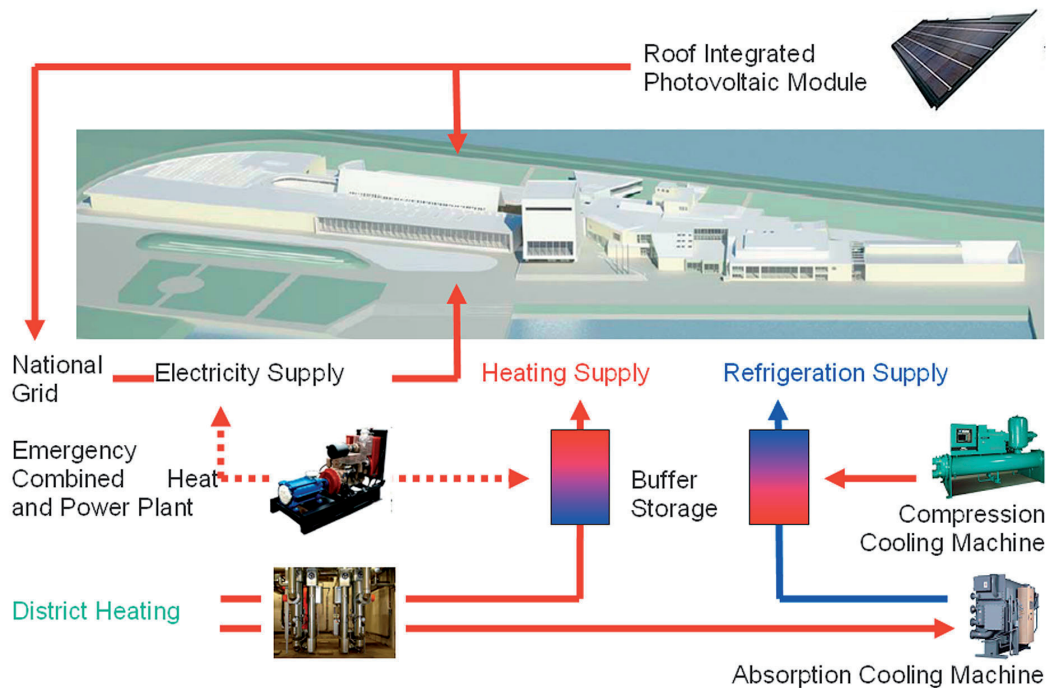 Roof Integrated
Photovoltaic Module
National
Grid
Electricity Supply
Heating Supply
Refrigeration Supply
Emergency
Combined Heat
and Power Plant
Buffer
Storage
Compression
Cooling Machine
District Heating
Absorption Cooling Machine